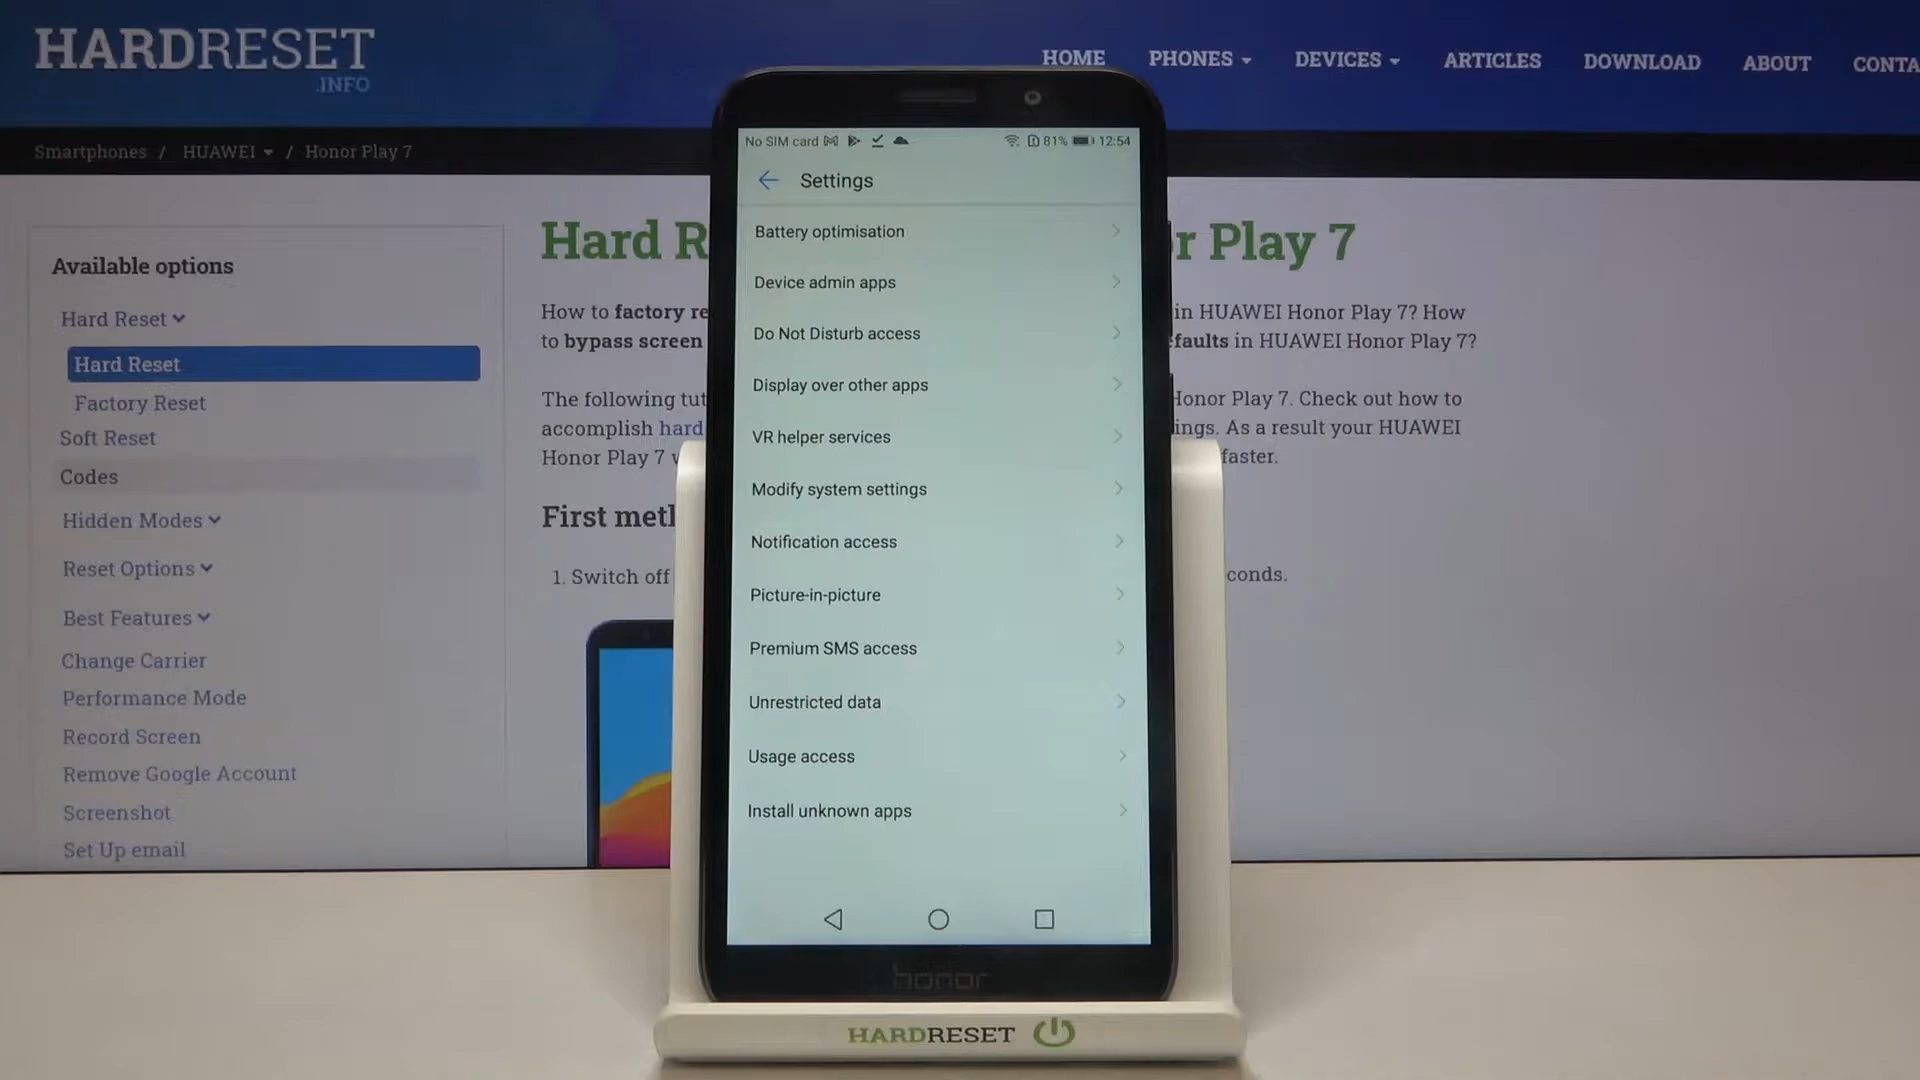 HARDRESET
.INFO
HOME
PHONES
DEVICES
ARTICLES
DOWNLOAD
ABOUT
CONTA
Smartphones / HUAWEI / Honor Play 7
Available options
Hard Reset
Hard Reset
Factory Reset
Soft Reset
Codes
Hidden Modes
Reset Options
Best Features
Change Carrier
Performance Mode
Record Screen
Remove Google Account
Screenshot
Set Up email
Hard R
r Play 7
How to factory re
in HUAWEI Honor Play 7? How
to bypass screen
faults in HUAWEI Honor Play 7?
The following tut
Honor Play 7. Check out how to
accomplish hard
ings. As a result your HUAWEI
Honor Play 7
faster.
First met
1. Switch off
conds.
No SIM card
81%
12:54
Settings
Battery optimisation
Device admin apps
Do Not Disturb access
Display over other apps
VR helper services
Modify system settings
Notification access
Picture-in-picture
Premium SMS access
Unrestricted data
Usage access
Install unknown apps
honor
HARDRESET